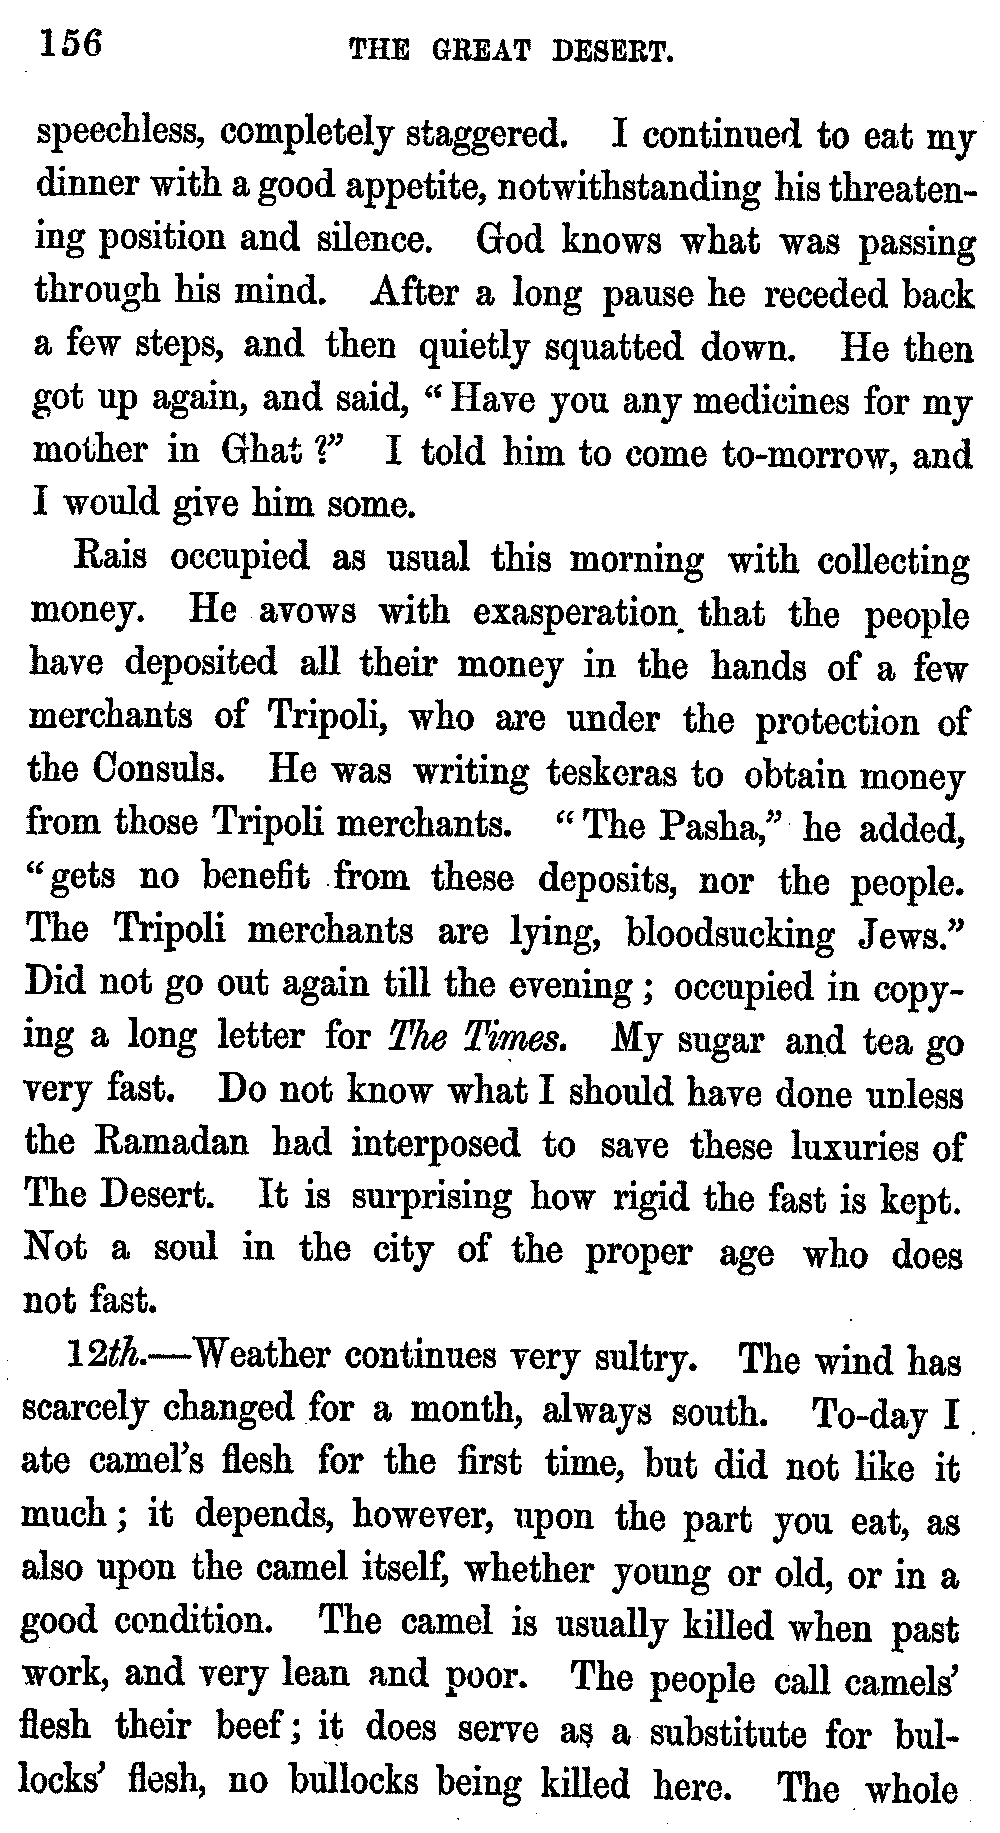 156
THE GREAT DESERT.
speechless, completely staggered. I continued to eat my
dinner with a good appetite, notwithstanding his threaten-
ing position and silence. God knows what was passing
through his mind. After a long pause he receded back
a few steps, and then quietly squatted down. He then
got up again, and said, “Have you any medicines for my
mother in Ghat?” I told him to come to-morrow, and
I would give him some.
Rais occupied as usual this morning with collecting
money. He avows with exasperation that the people
have deposited all their money in the hands of a few
merchants of Tripoli, who are under the protection of
the Consuls. He was writing teskeras to obtain money
from those Tripoli merchants. “The Pasha,” he added,
“gets no benefit from these deposits, nor the people.
The Tripoli merchants are lying, bloodsucking Jews.”
Did not go out again till the evening; occupied in copy-
ing a long letter for The Times. My sugar and tea go
very fast. Do not know what I should have done unless
the Ramadan had interposed to save these luxuries of
The Desert. It is surprising how rigid the fast is kept.
Not a soul in the city of the proper age who does
not fast.
12th.—Weather continues very sultry. The wind has
scarcely changed for a month, always south. To-day I
ate camel’s flesh for the first time, but did not like it
much; it depends, however, upon the part you eat, as
also upon the camel itself, whether young or old, or in a
good condition. The camel is usually killed when past
work, and very lean and poor. The people call camels’
flesh their beef; it does serve as a substitute for bul-
locks’ flesh, no bullocks being killed here. The whole